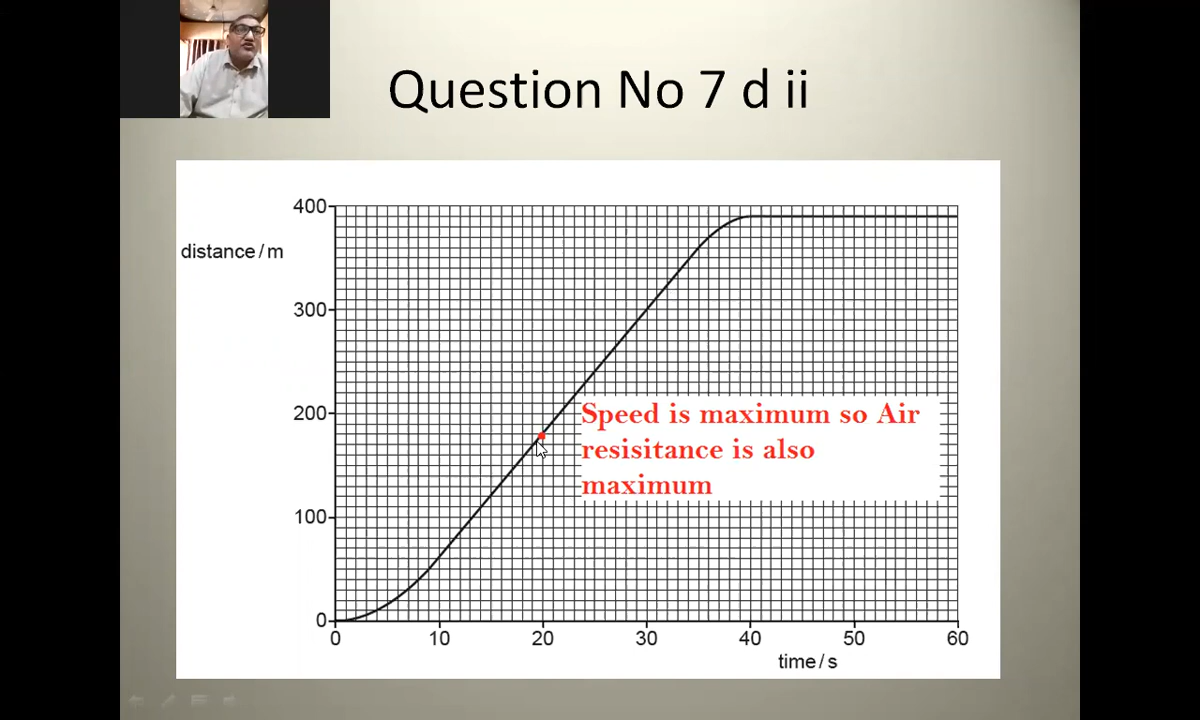 Question No 7 d ii
400
distance/m
300
200
100
0
Speed is maximum so Air
resisitance is also
maximum
0 10 20 30 40 50 60
time/s